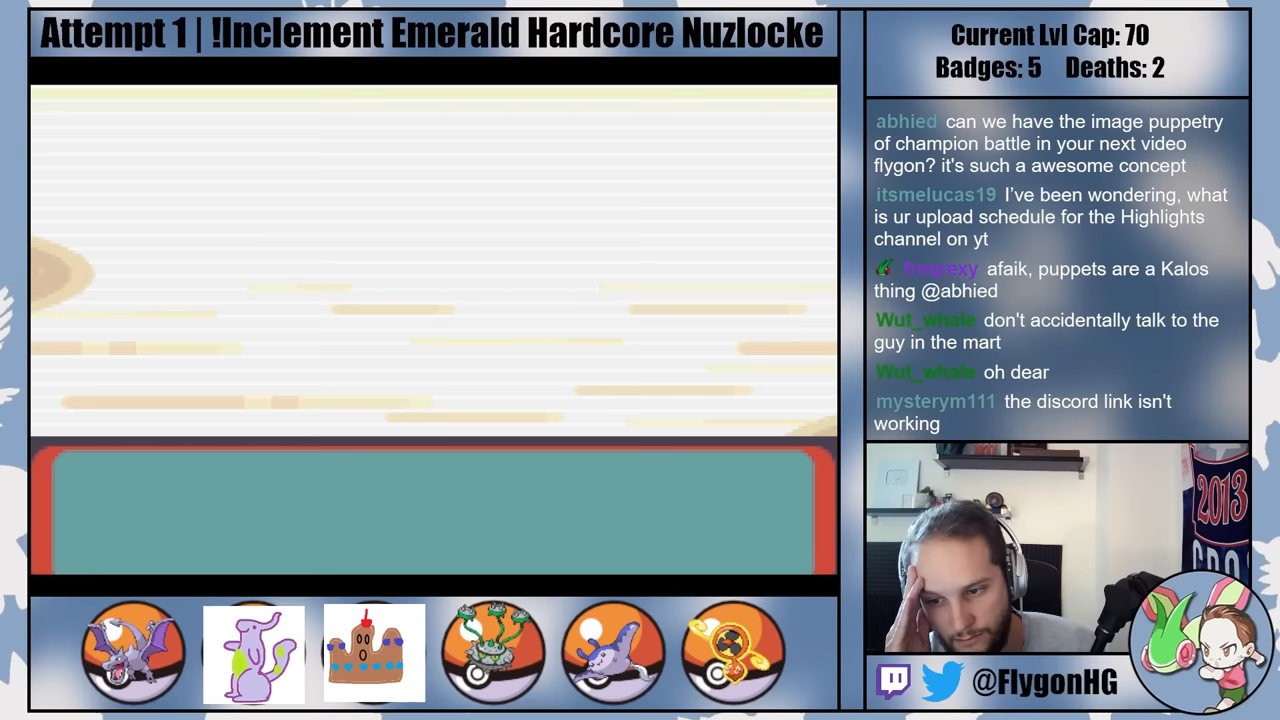 Attempt 1 | !Inclement Emerald Hardcore Nuzlocke
Current Lvl Cap: 70
Badges: 5 Deaths: 2
abhied can we have the image puppetry
of champion battle in your next video
flygon? it's such a awesome concept
itsmelucas19 I've been wondering, what
is ur upload schedule for the Highlights
channel on yt
afaik, puppets are a Kalos
thing @abhied
Wut_whale don't accidentally talk to the
guy in the mart
Wut_whale oh dear
mysterym111 the discord link isn't
working
2013
@FlygonHG